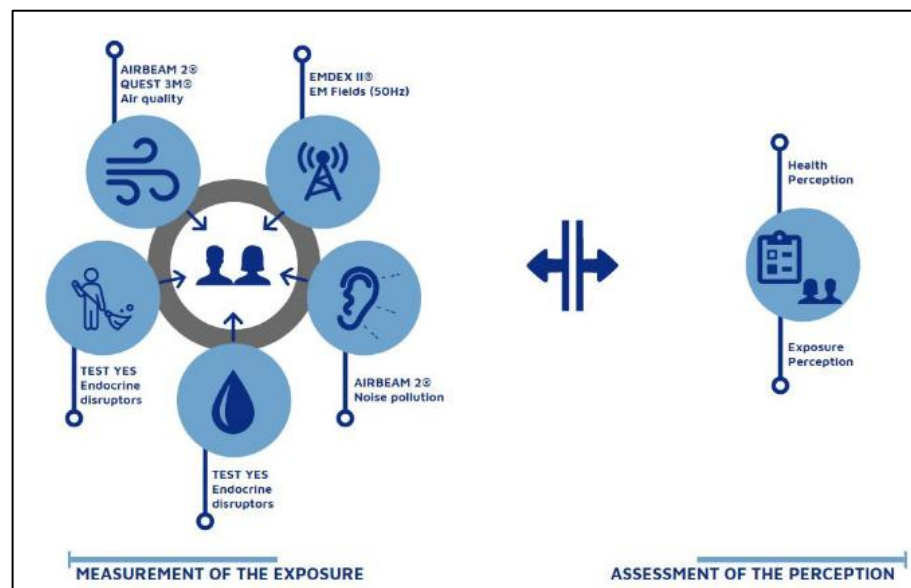 AIRBEAM 2®
QUEST 3M®
Air quality
EMDEX II®
EM Fields (50Hz)
Health
Perception
TEST YES
Endocrine
disruptors
AIRBEAM 2®
Noise pollution
Exposure
Perception
TEST YES
Endocrine
disruptors
MEASUREMENT OF THE EXPOSURE
ASSESSMENT OF THE PERCEPTION